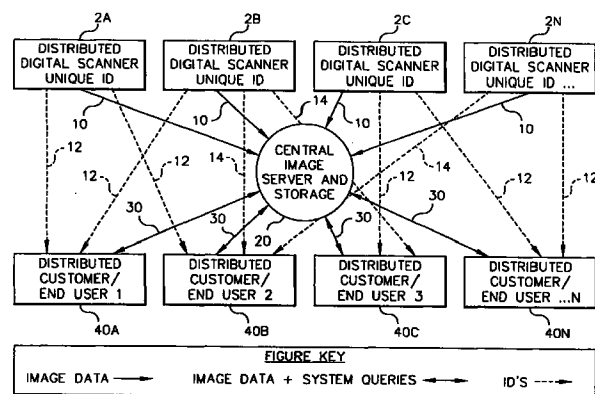 2A 2B 2C 2N
DISTRIBUTED DIGITAL SCANNER UNIQUE ID
DISTRIBUTED DIGITAL SCANNER UNIQUE ID
DISTRIBUTED DIGITAL SCANNER UNIQUE ID
DISTRIBUTED DIGITAL SCANNER UNIQUE ID ...
10 10 14 10 10
12 12 12 14 12 14 12 12
CENTRAL
IMAGE
SERVER AND
STORAGE
30 30 20 30 30
DISTRIBUTED CUSTOMER/ END USER 1
DISTRIBUTED CUSTOMER/ END USER 2
DISTRIBUTED CUSTOMER/ END USER 3
DISTRIBUTED CUSTOMER/ END USER ...N
40A 40B 40C 40N
FIGURE KEY
IMAGE DATA IMAGE DATA + SYSTEM QUERIES ID'S